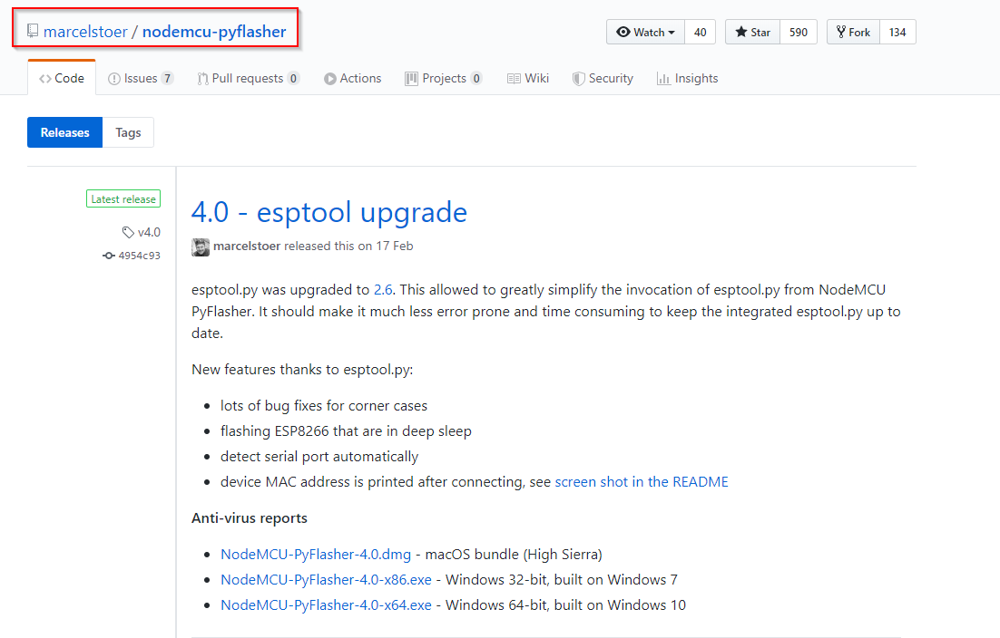 marcelstoer / nodemcu-pyflasher
Watch 40 Star 590 Fork 134
Code Issues 7 Pull requests 0 Actions Projects 0 Wiki Security Insights
Releases Tags
Latest release
v4.0
4954c93
4.0 - esptool upgrade
marcelstoer released this on 17 Feb
esptool.py was upgraded to 2.6. This allowed to greatly simplify the invocation of esptool.py from NodeMCU
PyFlasher. It should make it much less error prone and time consuming to keep the integrated esptool.py up to
date.
New features thanks to esptool.py:
lots of bug fixes for corner cases
flashing ESP8266 that are in deep sleep
detect serial port automatically
device MAC address is printed after connecting, see screen shot in the README
Anti-virus reports
NodeMCU-PyFlasher-4.0.dmg - macOS bundle (High Sierra)
NodeMCU-PyFlasher-4.0-x86.exe - Windows 32-bit, built on Windows 7
NodeMCU-PyFlasher-4.0-x64.exe - Windows 64-bit, built on Windows 10